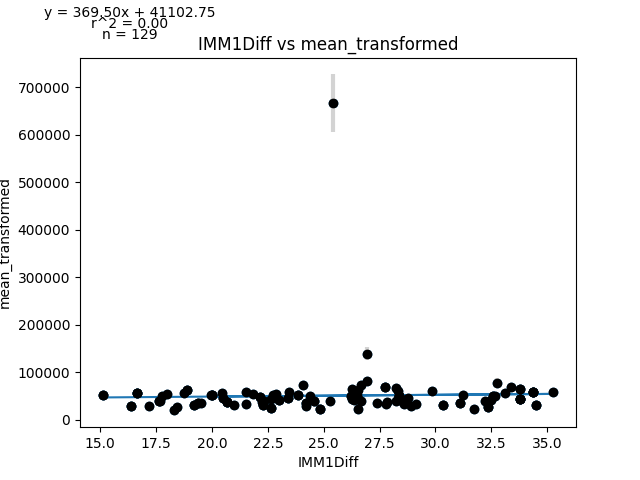 y = 369.50x + 41102.75
r^2 = 0.00
n = 129
IMM1Diff vs mean_transformed
700000
600000
500000
400000
300000
200000
100000
0
mean_transformed
15.0 17.5 20.0 22.5 25.0 27.5 30.0 32.5 35.0
IMM1Diff